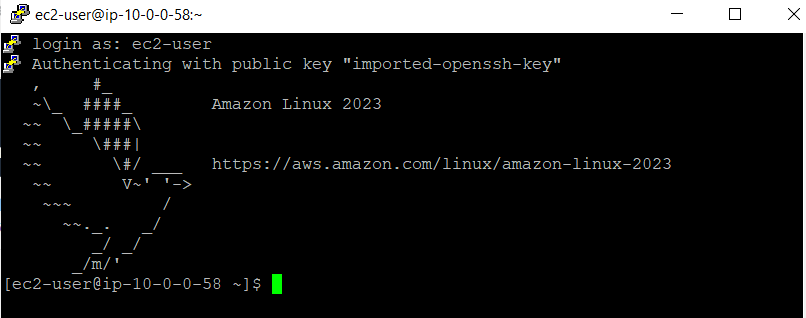 ec2-user@ip-10-0-0-58:~
login as: ec2-user
Authenticating with public key "imported-openssh-key"
   ,     #_
   ~\_  ####_        Amazon Linux 2023
  ~~  \_#####\
  ~~     \###|
  ~~       \#/ ___   https://aws.amazon.com/linux/amazon-linux-2023
   ~~       V~' '->
    ~~~         /
      ~~._.   _/
         _/ _/
       _/m/'
[ec2-user@ip-10-0-0-58 ~]$